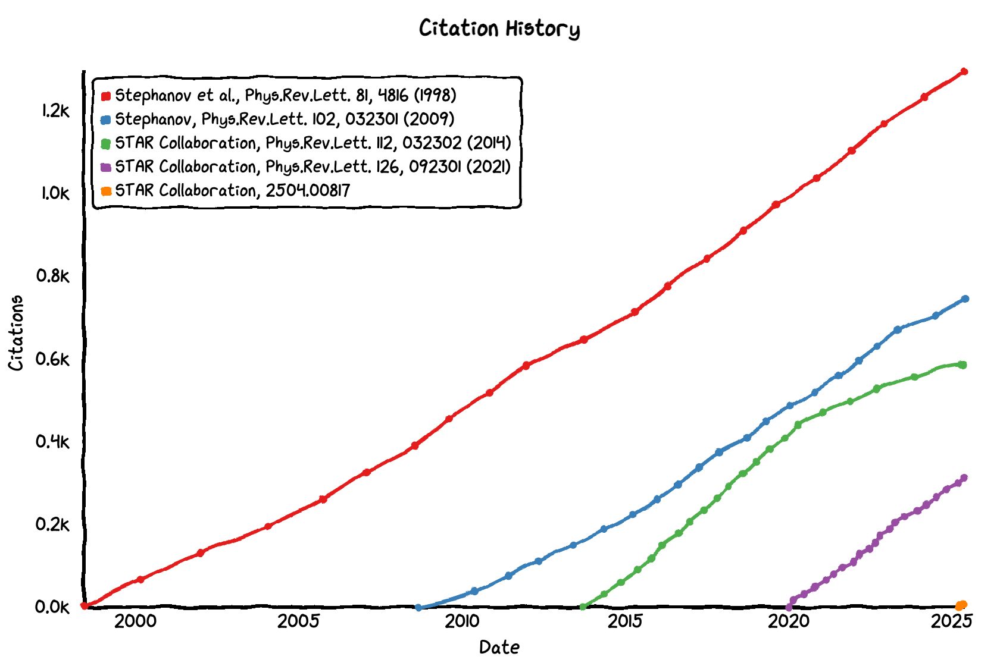 Citation History
Stephanov et al., Phys.Rev.Lett. 81, 4816 (1998)
Stephanov, Phys.Rev.Lett. 102, 032301 (2009)
STAR Collaboration, Phys.Rev.Lett. 112, 032302 (2014)
STAR Collaboration, Phys.Rev.Lett. 126, 092301 (2021)
STAR Collaboration, 2504.00817
1.2k
1.0k
0.8k
0.6k
0.4k
0.2k
0.0k
Citations
2000 2005 2010 2015 2020 2025
Date